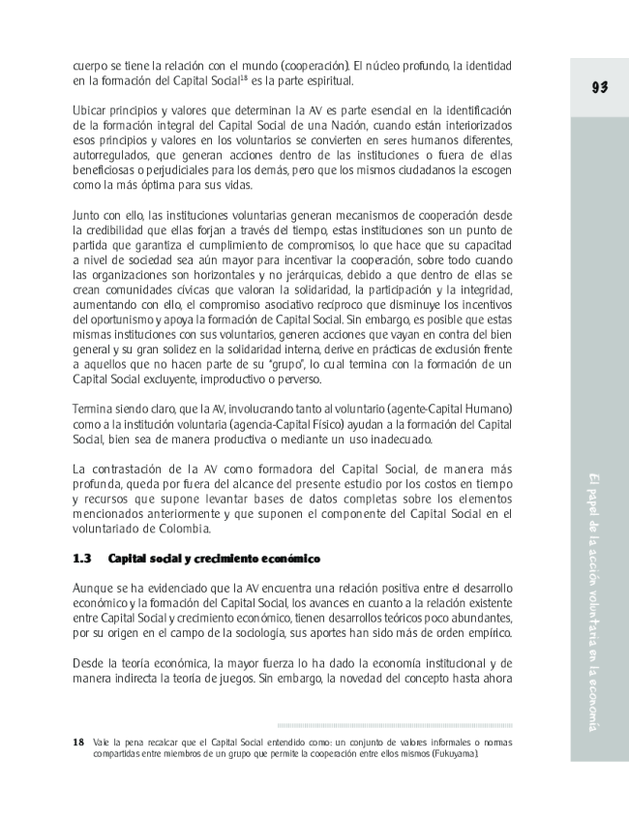 cuerpo se tiene la relación con el mundo (cooperación). El núcleo profundo, la identidad
en la formación del Capital Social18 es la parte espiritual.
Ubicar principios y valores que determinan la AV es parte esencial en la identificación
de la formación integral del Capital Social de una Nación, cuando están interiorizados
esos principios y valores en los voluntarios se convierten en seres humanos diferentes,
autorregulados, que generan acciones dentro de las instituciones o fuera de ellas
beneficiosas o perjudiciales para los demás, pero que los mismos ciudadanos la escogen
como la más óptima para sus vidas.
Junto con ello, las instituciones voluntarias generan mecanismos de cooperación desde
la credibilidad que ellas forjan a través del tiempo, estas instituciones son un punto de
partida que garantiza el cumplimiento de compromisos, lo que hace que su capacidad
a nivel de sociedad sea aún mayor para incentivar la cooperación, sobre todo cuando
las organizaciones son horizontales y no jerárquicas, debido a que dentro de ellas se
crean comunidades cívicas que valoran la solidaridad, la participación y la integridad,
aumentando con ello, el compromiso asociativo recíproco que disminuye los incentivos
del oportunismo y apoya la formación de Capital Social. Sin embargo, es posible que estas
mismas instituciones con sus voluntarios, generen acciones que vayan en contra del bien
general y su gran solidez en la solidaridad interna, derive en prácticas de exclusión frente
a aquellos que no hacen parte de su "grupo", lo cual termina con la formación de un
Capital Social excluyente, improductivo o perverso.
Termina siendo claro, que la AV, involucrando tanto al voluntario (agente-Capital Humano)
como a la institución voluntaria (agencia-Capital Físico) ayudan a la formación del Capital
Social, bien sea de manera productiva o mediante un uso inadecuado.
La contrastación de la AV como formadora del Capital Social, de manera más
profunda, queda por fuera del alcance del presente estudio por los costos en tiempo
y recursos que supone levantar bases de datos completas sobre los elementos
mencionados anteriormente y que suponen el componente del Capital Social en el
voluntariado de Colombia.
1.3 Capital social y crecimiento económico
Aunque se ha evidenciado que la AV encuentra una relación positiva entre el desarrollo
económico y la formación del Capital Social, los avances en cuanto a la relación existente
entre Capital Social y crecimiento económico, tienen desarrollos teóricos poco abundantes,
por su origen en el campo de la sociología, sus aportes han sido más de orden empírico.
Desde la teoría económica, la mayor fuerza lo ha dado la economía institucional y de
manera indirecta la teoría de juegos. Sin embargo, la novedad del concepto hasta ahora
18 Vale la pena recalcar que el Capital Social entendido como: un conjunto de valores informales o normas
compartidas entre miembros de un grupo que permite la cooperación entre ellos mismos (Fukuyama).
93
El papel de la acción voluntaria en la economía